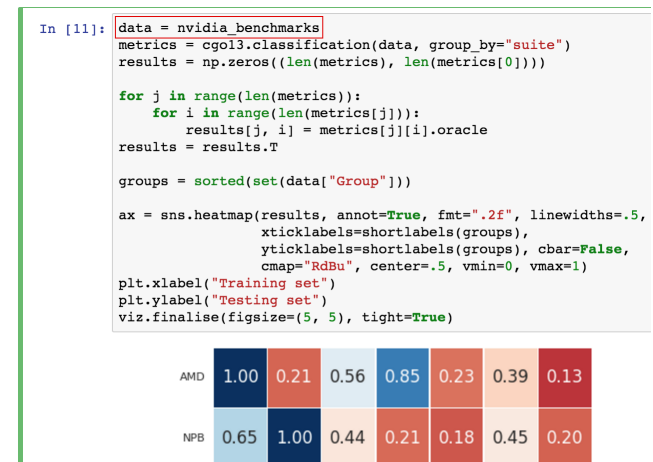 In [11]: data = nvidia_benchmarks
metrics = cgo13.classification(data, group_by="suite")
results = np.zeros((len(metrics), len(metrics[0])))
for j in range(len(metrics)):
for i in range(len(metrics[j])):
results[j, i] = metrics[j][i].oracle
results = results.T
groups = sorted(set(data["Group"]))
ax = sns.heatmap(results, annot=True, fmt=".2f", linewidths=.5,
xticklabels=shortlabels(groups),
yticklabels=shortlabels(groups), cbar=False,
cmap="RdBu", center=.5, vmin=0, vmax=1)
plt.xlabel("Training set")
plt.ylabel("Testing set")
viz.finalise(figsize=(5, 5), tight=True)
AMD 1.00 0.21 0.56 0.85 0.23 0.39 0.13
NPB 0.65 1.00 0.44 0.21 0.18 0.45 0.20